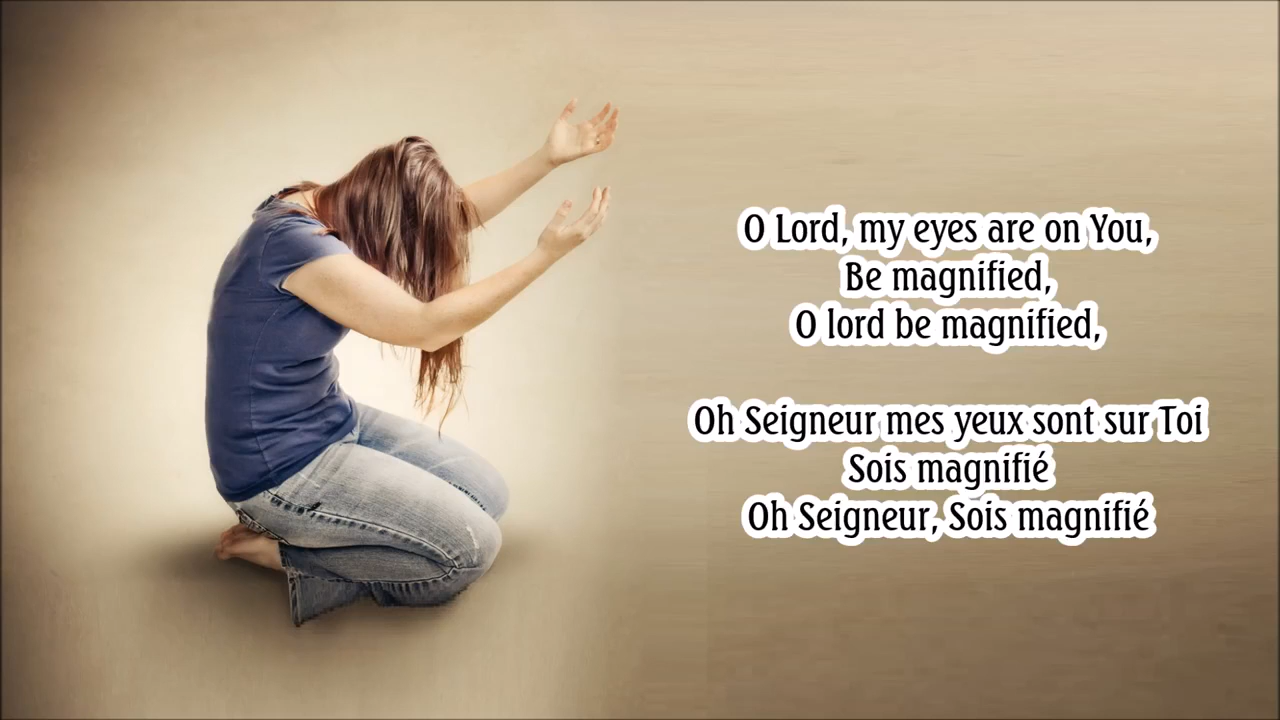 O Lord, my eyes are on You,
Be magnified,
O lord be magnified,
Oh Seigneur mes yeux sont sur Toi
Sois magnifié
Oh Seigneur, Sois magnifié